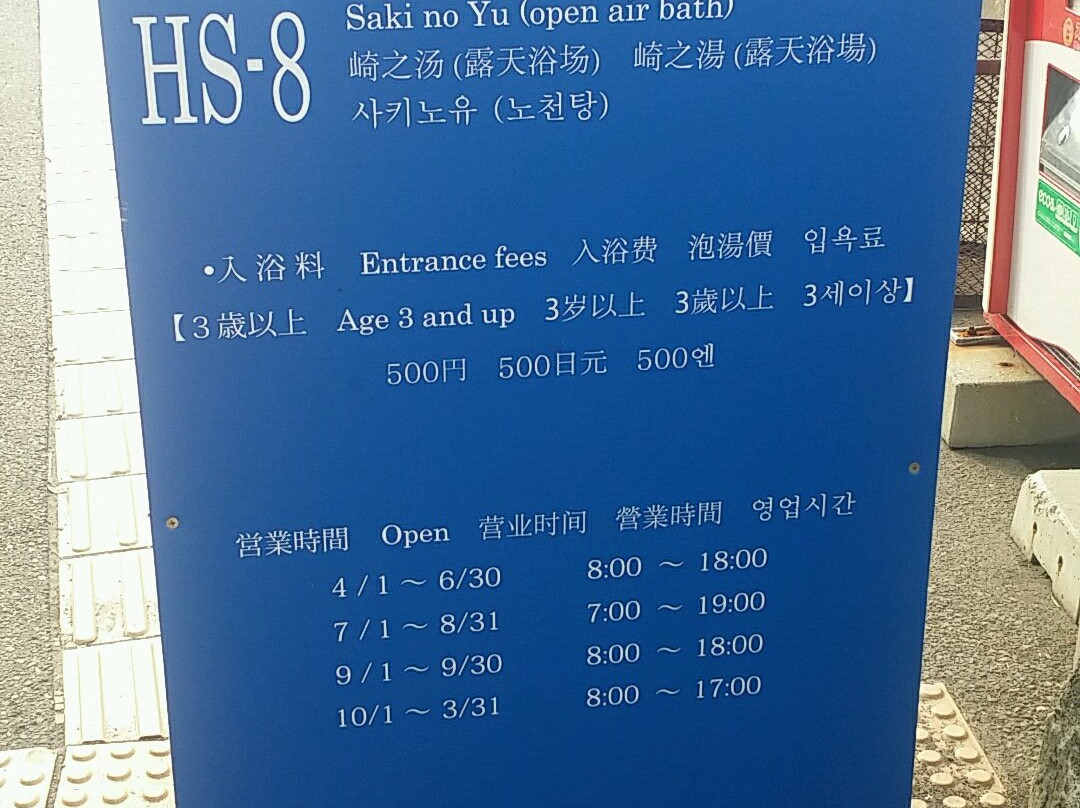 HS-8
Saki no Yu (open air bath)
崎之汤 (露天浴场) 崎之湯 (露天浴場)
사키노유 (노천탕)
•入浴料 Entrance fees 入浴费 泡湯價 입욕료
【3歳以上 Age 3 and up 3岁以上 3歲以上 3세이상】
500円 500日元 500엔
営業時間 Open 营业时间 營業時間 영업시간
4/1～6/30 8:00 ～ 18:00
7/1～8/31 7:00 ～ 19:00
9/1～9/30 8:00 ～ 18:00
10/1～3/31 8:00 ～ 17:00